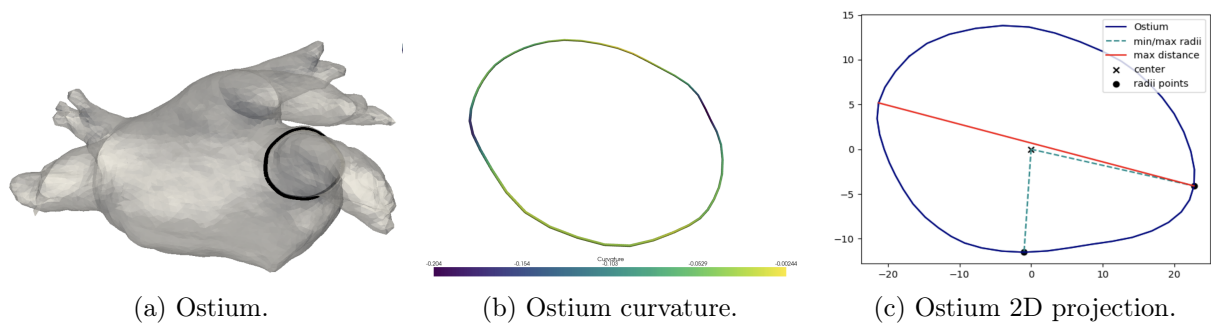 15
10
5
0
−5
−10
−20
−10
0
10
20
Ostium
min/max radii
max distance
center
radii points
Curvature
-0.204
-0.154
-0.103
-0.0529
-0.00244
(a) Ostium.
(b) Ostium curvature.
(c) Ostium 2D projection.